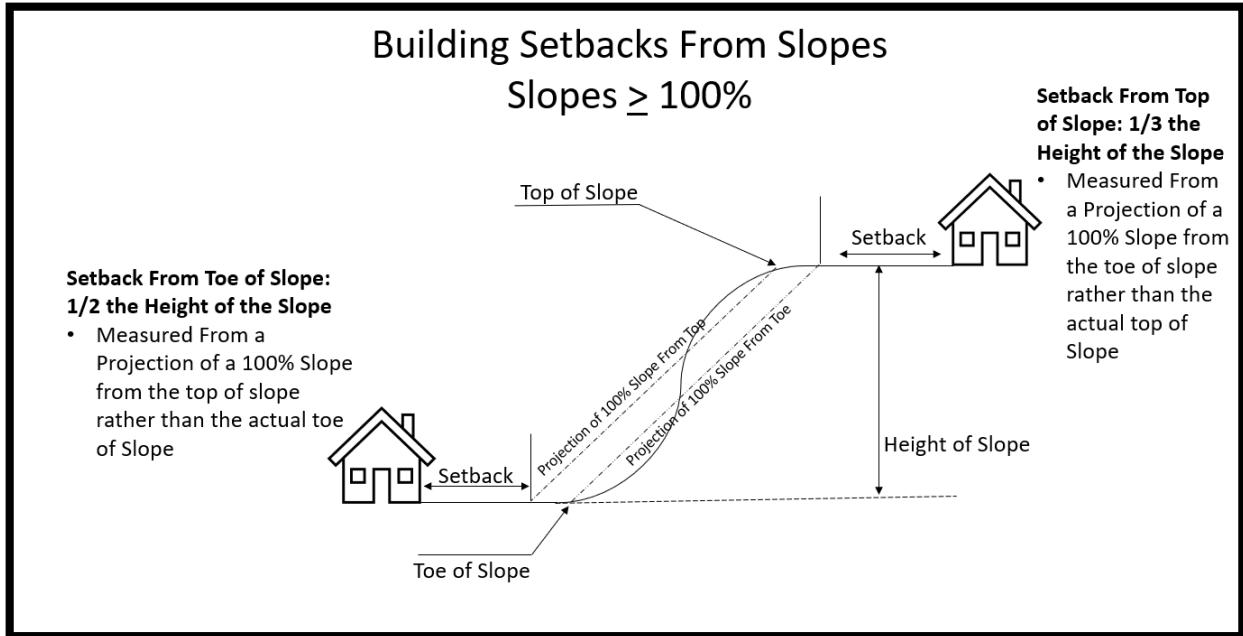 Building Setbacks From Slopes
Slopes ≥ 100%
Setback From Top
of Slope: 1/3 the
Height of the Slope
• Measured From
a Projection of a
100% Slope from
the toe of slope
rather than the
actual top of
Slope
Top of Slope
Setback
Setback From Toe of Slope:
1/2 the Height of the Slope
• Measured From a
Projection of a 100% Slope
from the top of slope
rather than the actual toe
of Slope
Projection of 100% Slope From Top
Projection of 100% Slope From Toe
Height of Slope
Setback
Toe of Slope